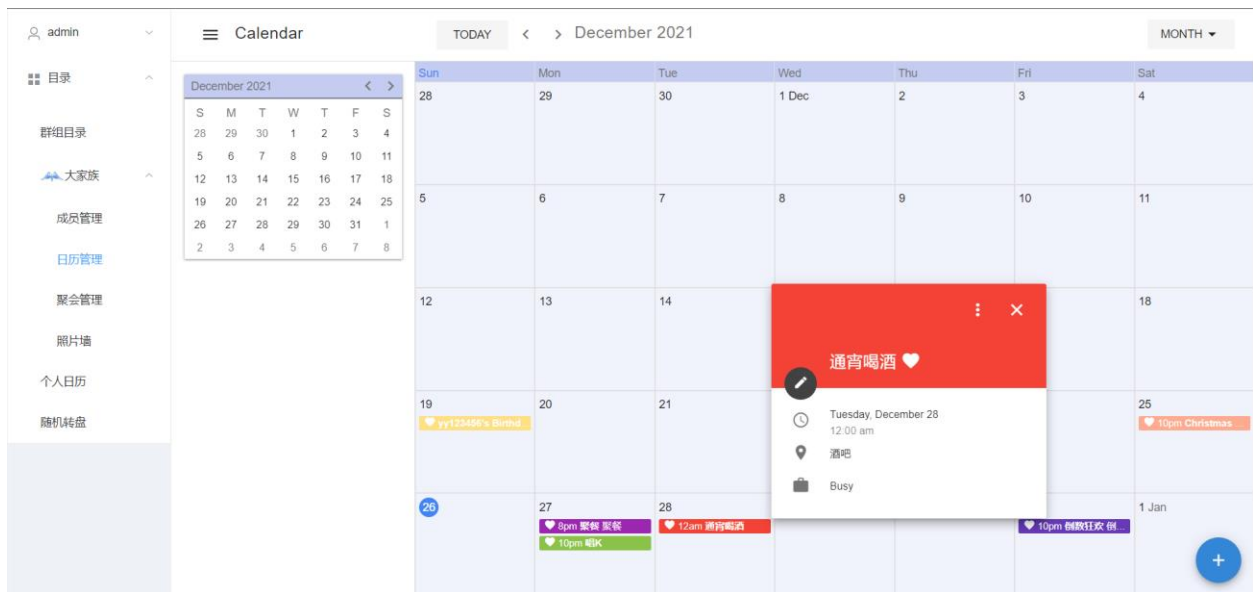 admin
Calendar
TODAY
December 2021
MONTH
目录
群组目录
大家族
成员管理
日历管理
聚会管理
照片墙
个人日历
随机转盘
December 2021
S M T W T F S
28 29 30 1 2 3 4
5 6 7 8 9 10 11
12 13 14 15 16 17 18
19 20 21 22 23 24 25
26 27 28 29 30 31 1
2 3 4 5 6 7 8
Sun Mon Tue Wed Thu Fri Sat
28 29 30 1 Dec 2 3 4
5 6 7 8 9 10 11
12 13 14 18
通宵喝酒
Tuesday, December 28
12:00 am
酒吧
Busy
19 20 21 25
yy123456's Birthd
10pm Christmas
26 27 28 1 Jan
8pm 聚餐 聚餐
12am 通宵喝酒
10pm 倒数狂欢 倒...
10pm 唱K